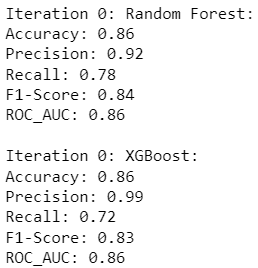 Iteration 0: Random Forest:
Accuracy: 0.86
Precision: 0.92
Recall: 0.78
F1-Score: 0.84
ROC_AUC: 0.86

Iteration 0: XGBoost:
Accuracy: 0.86
Precision: 0.99
Recall: 0.72
F1-Score: 0.83
ROC_AUC: 0.86